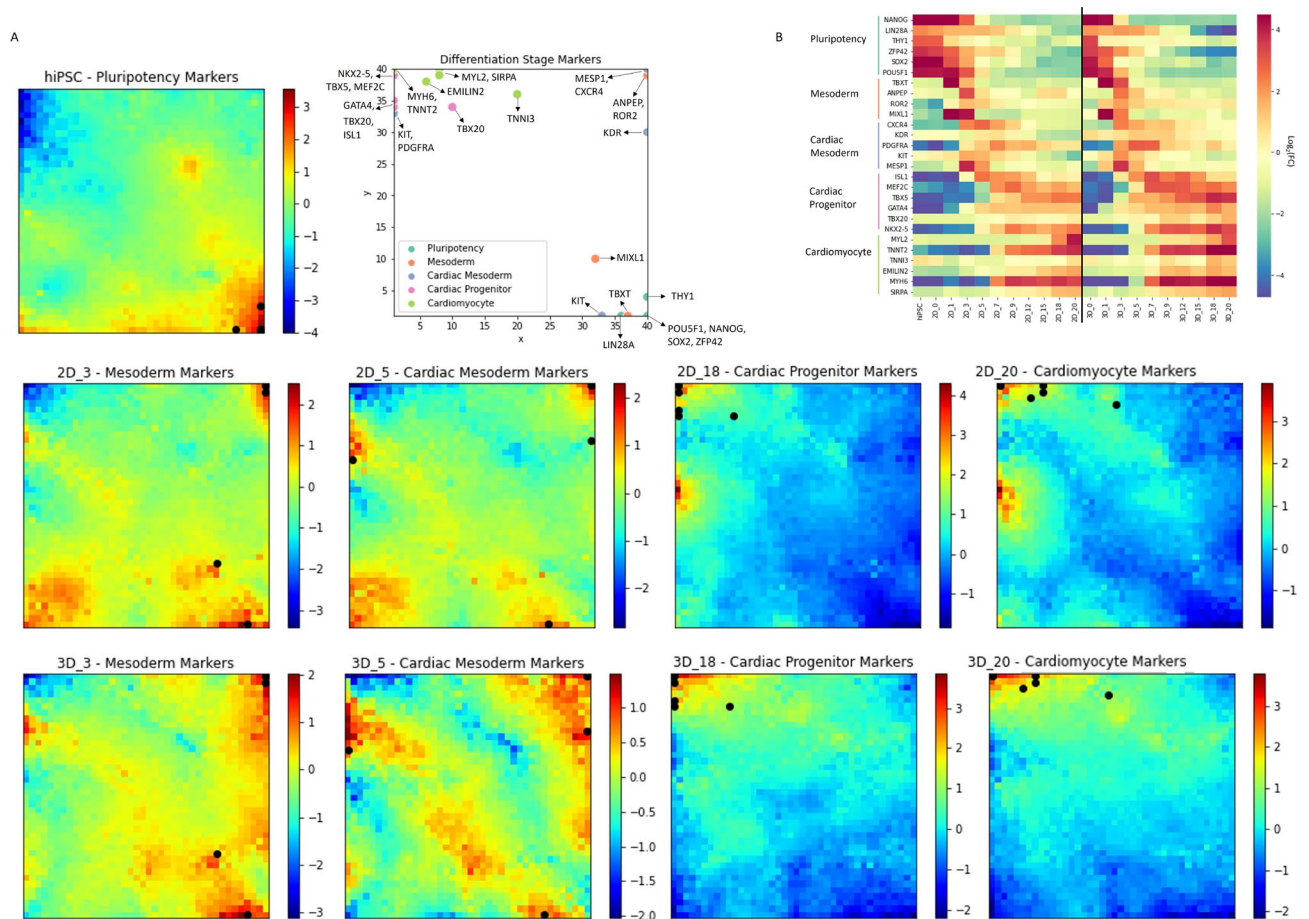 A
hiPSC - Pluripotency Markers
3
2
1
0
−1
−2
−3
−4
Differentiation Stage Markers
NKX2-5,
TBX5, MEF2C
GATA4,
TBX20,
ISL1
MYH6,
TNNT2
KIT,
PDGFRA
MYL2, SIRPA
EMILIN2
TBX20
TNNI3
MESP1,
CXCR4
ANPEP,
ROR2
KDR
MIXL1
THY1
TBXT
KIT
LIN28A
POU5F1, NANOG,
SOX2, ZFP42
Pluripotency
Mesoderm
Cardiac Mesoderm
Cardiac Progenitor
Cardiomyocyte
40
35
30
25
20
15
10
5
y
5
10
15
20
25
30
35
40
x
B
Pluripotency
Mesoderm
Cardiac
Mesoderm
Cardiac
Progenitor
Cardiomyocyte
NANOG
LIN28A
THY1
ZFP42
SOX2
POU5F1
TBXT
ANPEP
ROR2
MIXL1
CXCR4
KDR
PDGFRA
KIT
MESP1
ISL1
MEF2C
TBX5
GATA4
TBX20
NKX2-5
MYL2
TNNT2
TNNI3
EMILIN2
MYH6
SIRPA
hiPSC
2D_0
2D_1
2D_3
2D_5
2D_7
2D_9
2D_12
2D_15
2D_18
2D_20
3D_0
3D_1
3D_3
3D_5
3D_7
3D_9
3D_12
3D_15
3D_18
3D_20
4
2
0
−2
−4
Log2(FC)
2D_3 - Mesoderm Markers
2
1
0
−1
−2
−3
2D_5 - Cardiac Mesoderm Markers
2
1
0
−1
−2
2D_18 - Cardiac Progenitor Markers
4
3
2
1
0
−1
2D_20 - Cardiomyocyte Markers
3
2
1
0
−1
3D_3 - Mesoderm Markers
2
1
0
−1
−2
−3
3D_5 - Cardiac Mesoderm Markers
1.0
0.5
0.0
−0.5
−1.0
−1.5
−2.0
3D_18 - Cardiac Progenitor Markers
3
2
1
0
−1
−2
3D_20 - Cardiomyocyte Markers
3
2
1
0
−1
−2